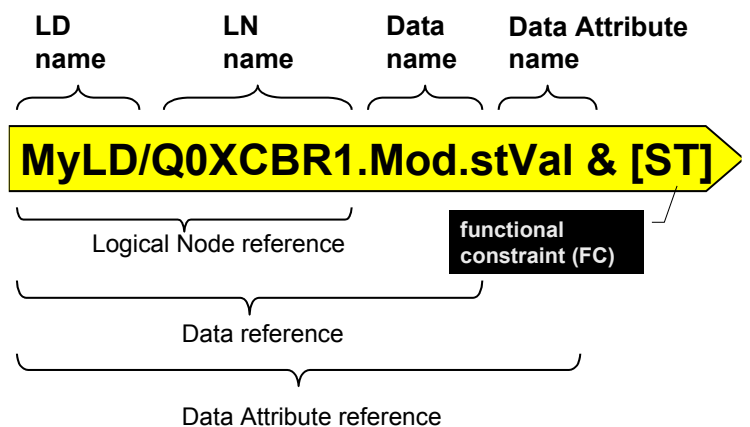 LD name
LN name
Data name
Data Attribute name
MyLD/Q0XCBR1.Mod.stVal & [ST]
functional constraint (FC)
Logical Node reference
Data reference
Data Attribute reference